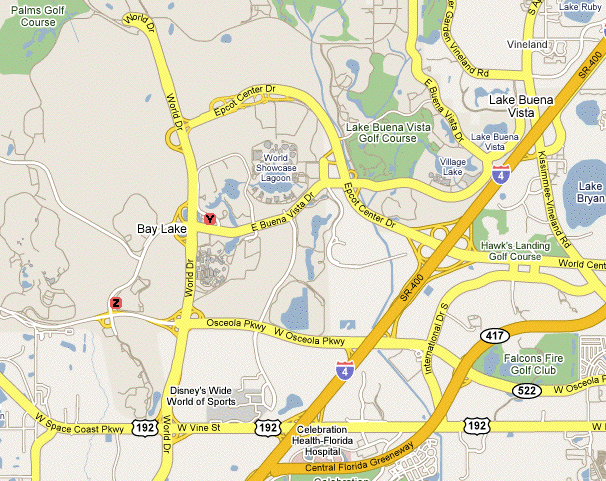 Palms Golf
Course
World Dr
Garden Vineland Rd
Lake Ruby
Vineland
SR-400
World Dr
Epcot Center Dr
E Buena Vista Dr
Lake Buena
Vista
Lake Buena Vista
Golf Course
Lake Buena
Vista
World
Showcase
Lagoon
Village
Lake
4
Kissimmee-Vineland Rd
Lake
Bryan
Y
Bay Lake
E Buena Vista Dr
Epcot Center Dr
Hawk's Landing
Golf Course
World Cent
World Dr
SR-400
Z
International Dr S
Osceola Pkwy
W Osceola Pkwy
417
Falcons Fire
Golf Club
4
522
W Osceola P
Disney's Wide
World of Sports
W Space Coast Pkwy
192
W Vine St
192
192
W
World Dr
Celebration
Health-Florida
Hospital
Central Florida Greeneway
Celebration